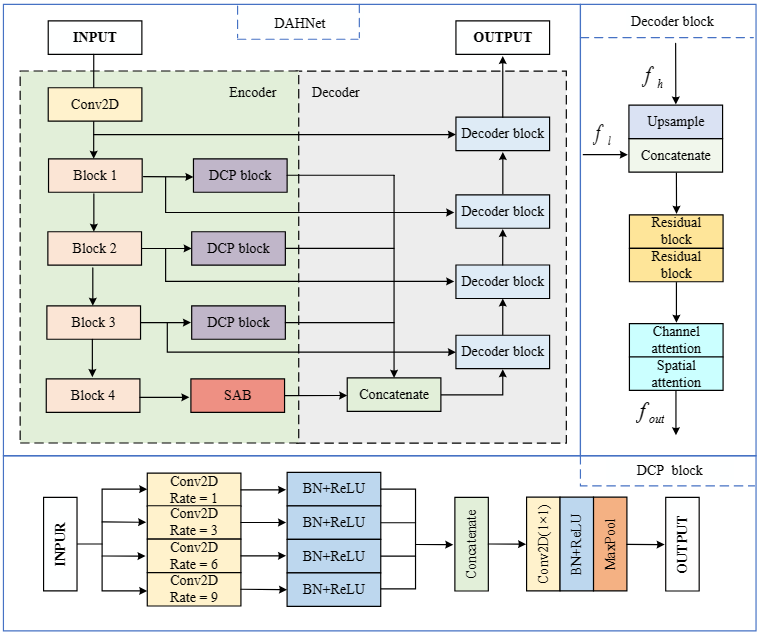 DAHNet
INPUT
OUTPUT
Encoder
Decoder
Conv2D
Decoder block
Block 1
DCP block
Decoder block
Block 2
DCP block
Decoder block
Block 3
DCP block
Decoder block
Block 4
SAB
Concatenate
Decoder block
f h
Upsample
f l
Concatenate
Residual
block
Residual
block
Channel
attention
Spatial
attention
f out
DCP block
INPUR
Conv2D
Rate = 1
BN+ReLU
Conv2D
Rate = 3
BN+ReLU
Conv2D
Rate = 6
BN+ReLU
Conv2D
Rate = 9
BN+ReLU
Concatenate
Conv2D(1×1)
BN+ReLU
MaxPool
OUTPUT